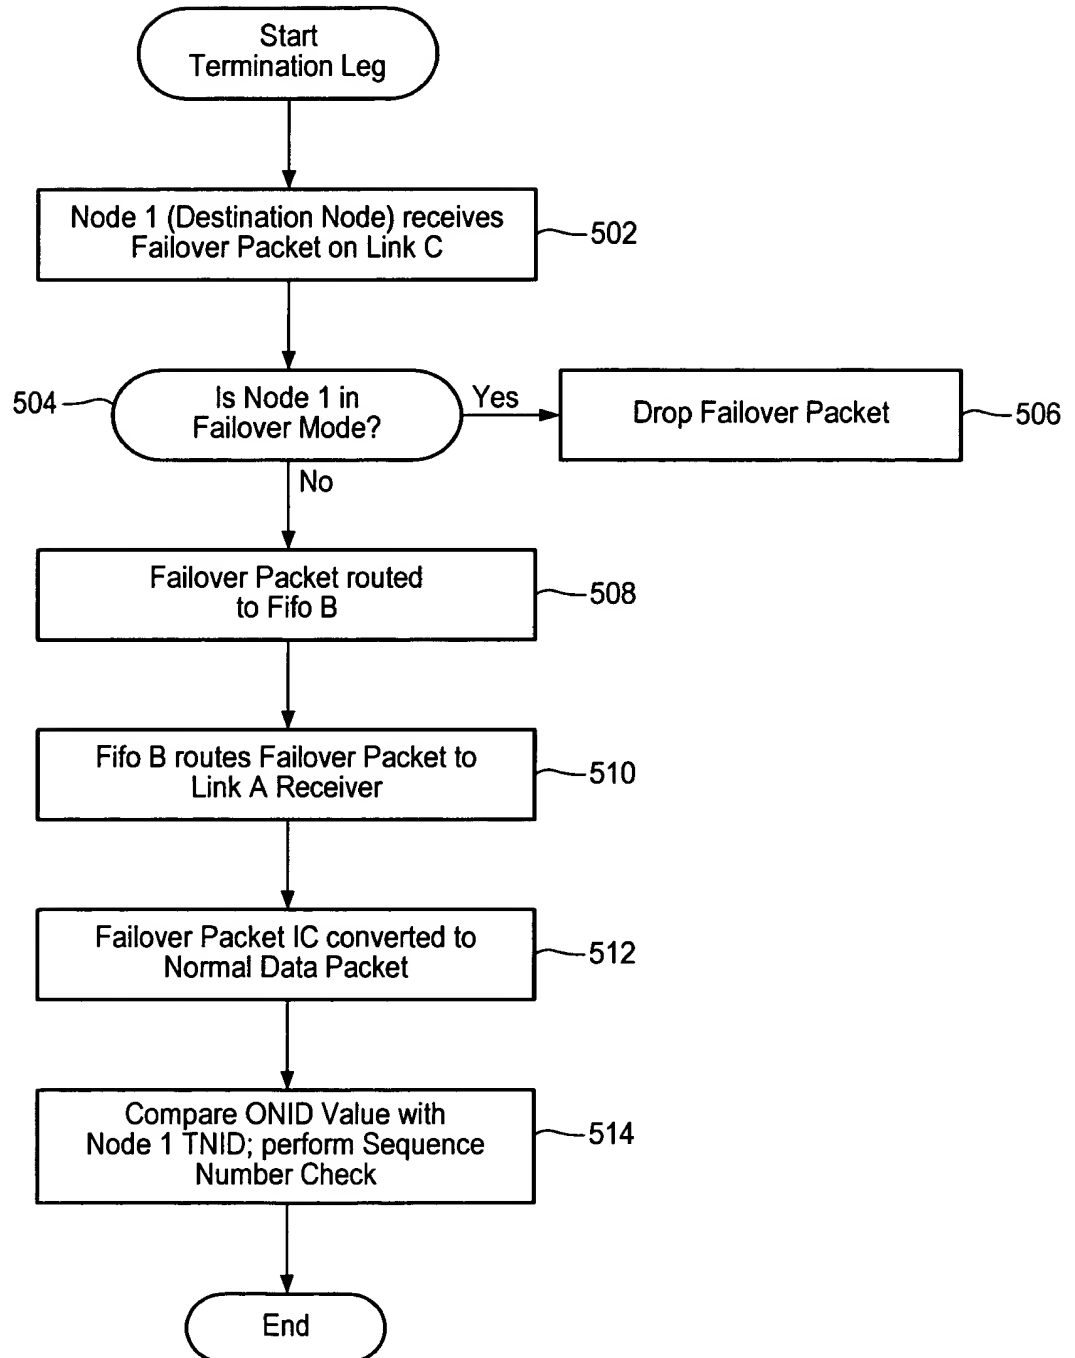 Start
Termination Leg
Node 1 (Destination Node) receives
Failover Packet on Link C
502
504
Is Node 1 in
Failover Mode?
Yes
Drop Failover Packet
506
No
Failover Packet routed
to Fifo B
508
Fifo B routes Failover Packet to
Link A Receiver
510
Failover Packet IC converted to
Normal Data Packet
512
Compare ONID Value with
Node 1 TNID; perform Sequence
Number Check
514
End